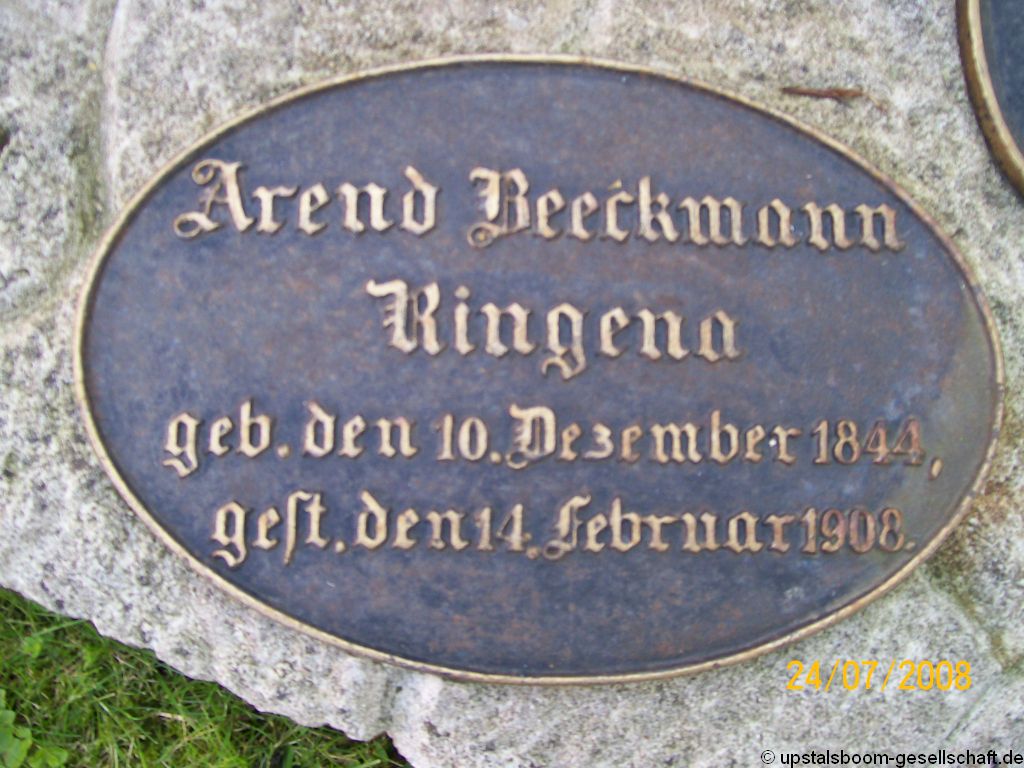 Arend Beeckmann
Ringena
geb. den 10. Dezember 1844,
gest. den 14. Februar 1908.
24/07/2008
© upstalsboom-gesellschaft.de